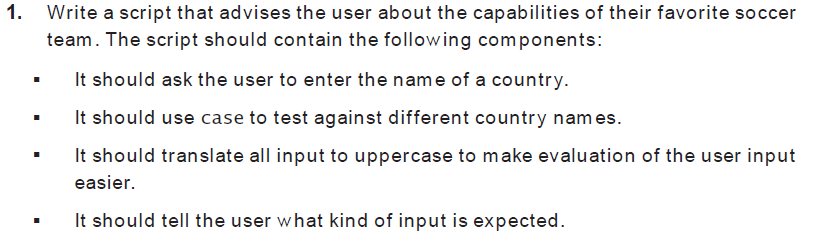 1. Write a script that advises the user about the capabilities of their favorite soccer
team. The script should contain the following components:
▪ It should ask the user to enter the name of a country.
▪ It should use case to test against different country names.
▪ It should translate all input to uppercase to make evaluation of the user input
easier.
▪ It should tell the user what kind of input is expected.